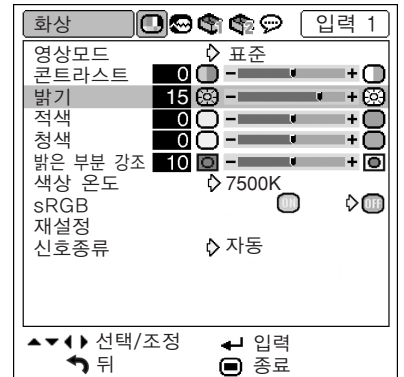 화상 입력 1
영상모드 표준
콘트라스트 0
밝기 15
적색 0
청색 0
밝은 부분 강조 10
색상 온도 7500K
sRGB ON OFF
재설정
신호종류 자동
선택/조정 입력
뒤 종료